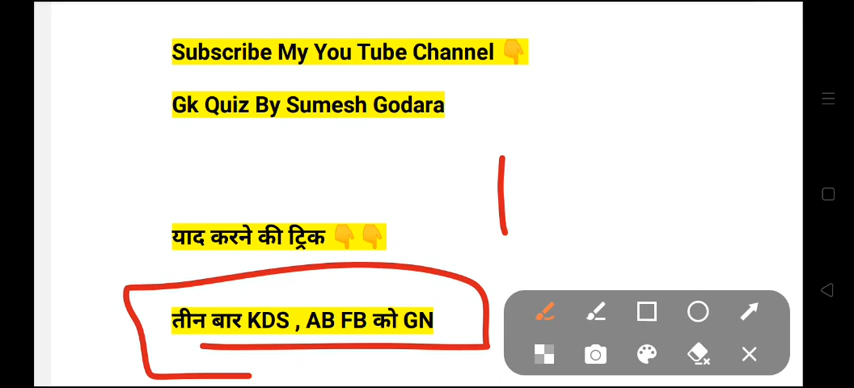 Subscribe My You Tube Channel 👇
Gk Quiz By Sumesh Godara
याद करने की ट्रिक 👇👇
तीन बार KDS , AB FB को GN